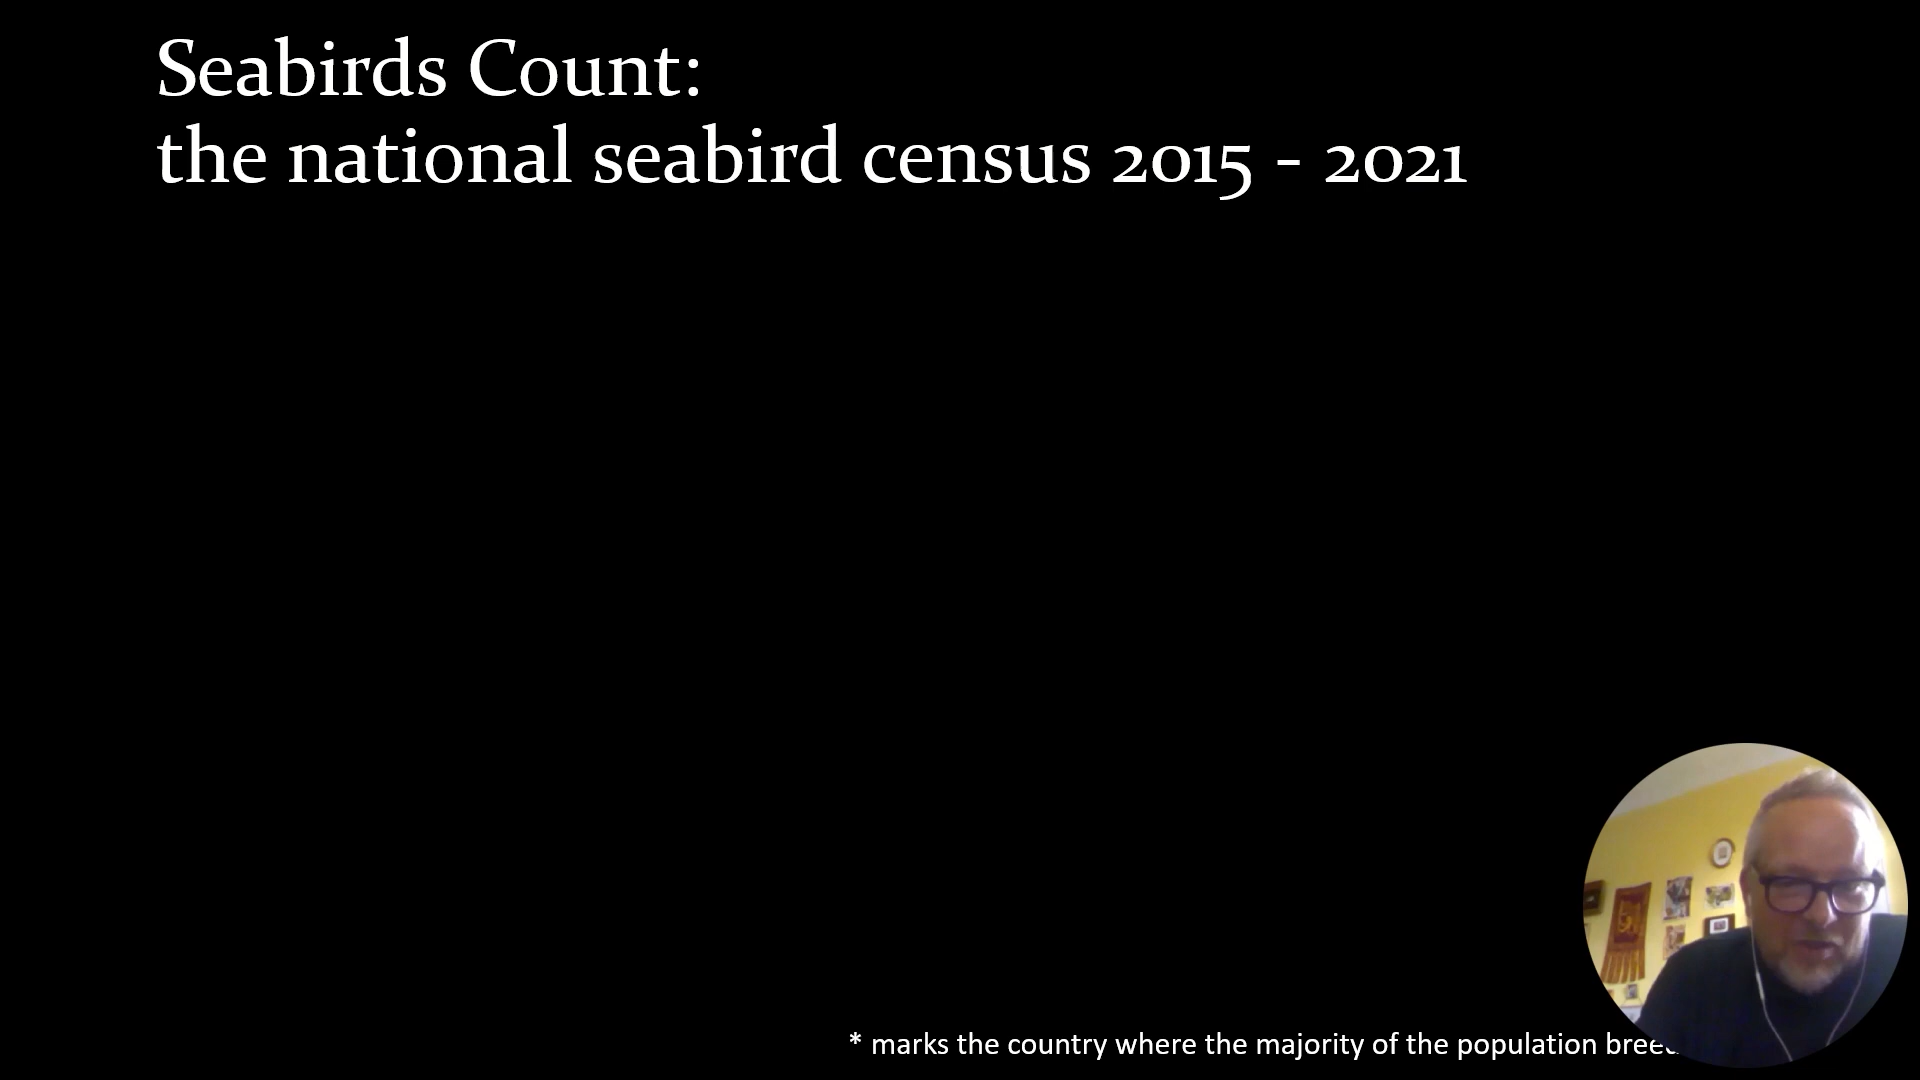 Seabirds Count:
the national seabird census 2015 - 2021
* marks the country where the majority of the population